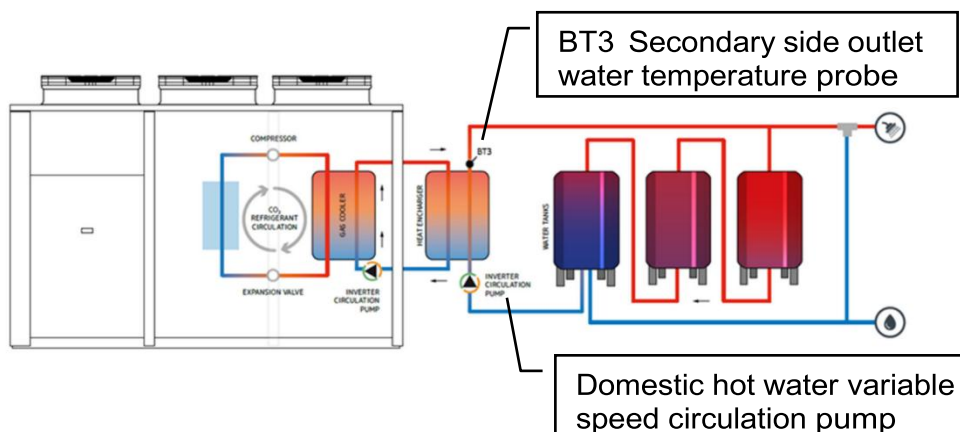 BT3 Secondary side outlet
water temperature probe
COMPRESSOR
BT3
CO₂
REFRIGERANT
CIRCULATION
GAS COOLER
HEAT ENCHARGER
WATER TANKS
EXPANSION VALVE
INVERTER
CIRCULATION
PUMP
INVERTER
CIRCULATION
PUMP
Domestic hot water variable
speed circulation pump